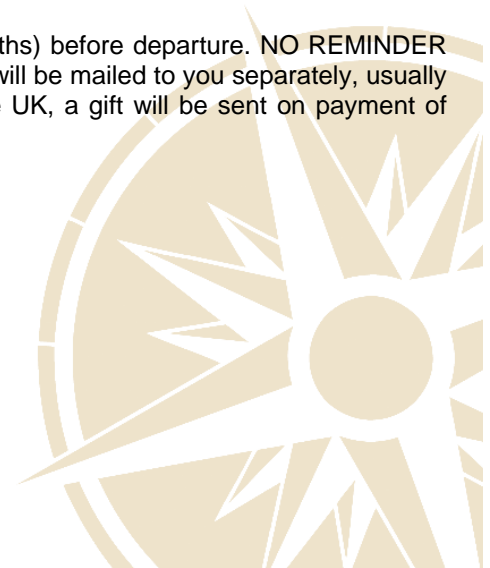 ths) before departure. NO REMINDER
will be mailed to you separately, usually
UK, a gift will be sent on payment of